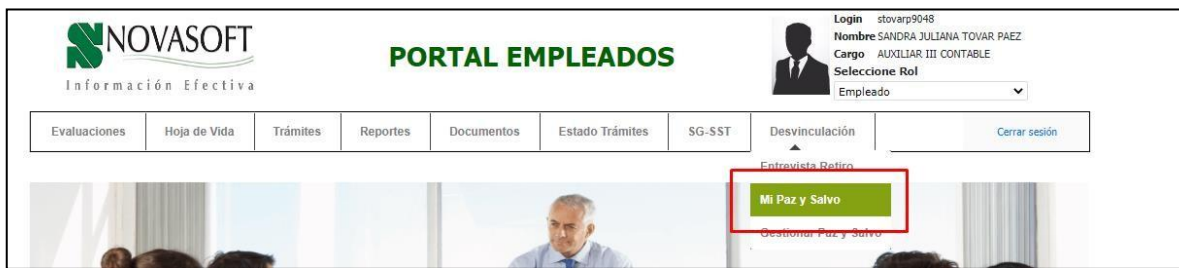 NOVASOFT
Información Efectiva
PORTAL EMPLEADOS
Login stovarp9048
Nombre SANDRA JULIANA TOVAR PAEZ
Cargo AUXILIAR III CONTABLE
Seleccione Rol
Empleado
Evaluaciones Hoja de Vida Trámites Reportes Documentos Estado Trámites SG-SST Desvinculación Cerrar sesión
Entrevista Retiro
Mi Paz y Salvo
Gestionar Paz y Salvo